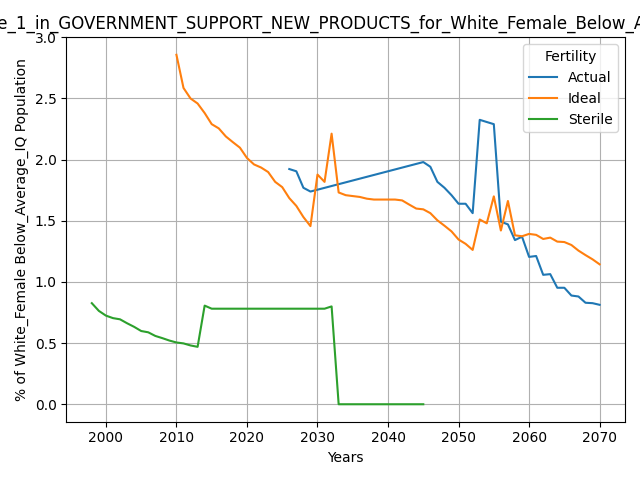 e_1_in_GOVERNMENT_SUPPORT_NEW_PRODUCTS_for_White_Female_Below_A
% of White_Female Below_Average_IQ Population
3.0
2.5
2.0
1.5
1.0
0.5
0.0
Fertility
Actual
Ideal
Sterile
2000 2010 2020 2030 2040 2050 2060 2070
Years